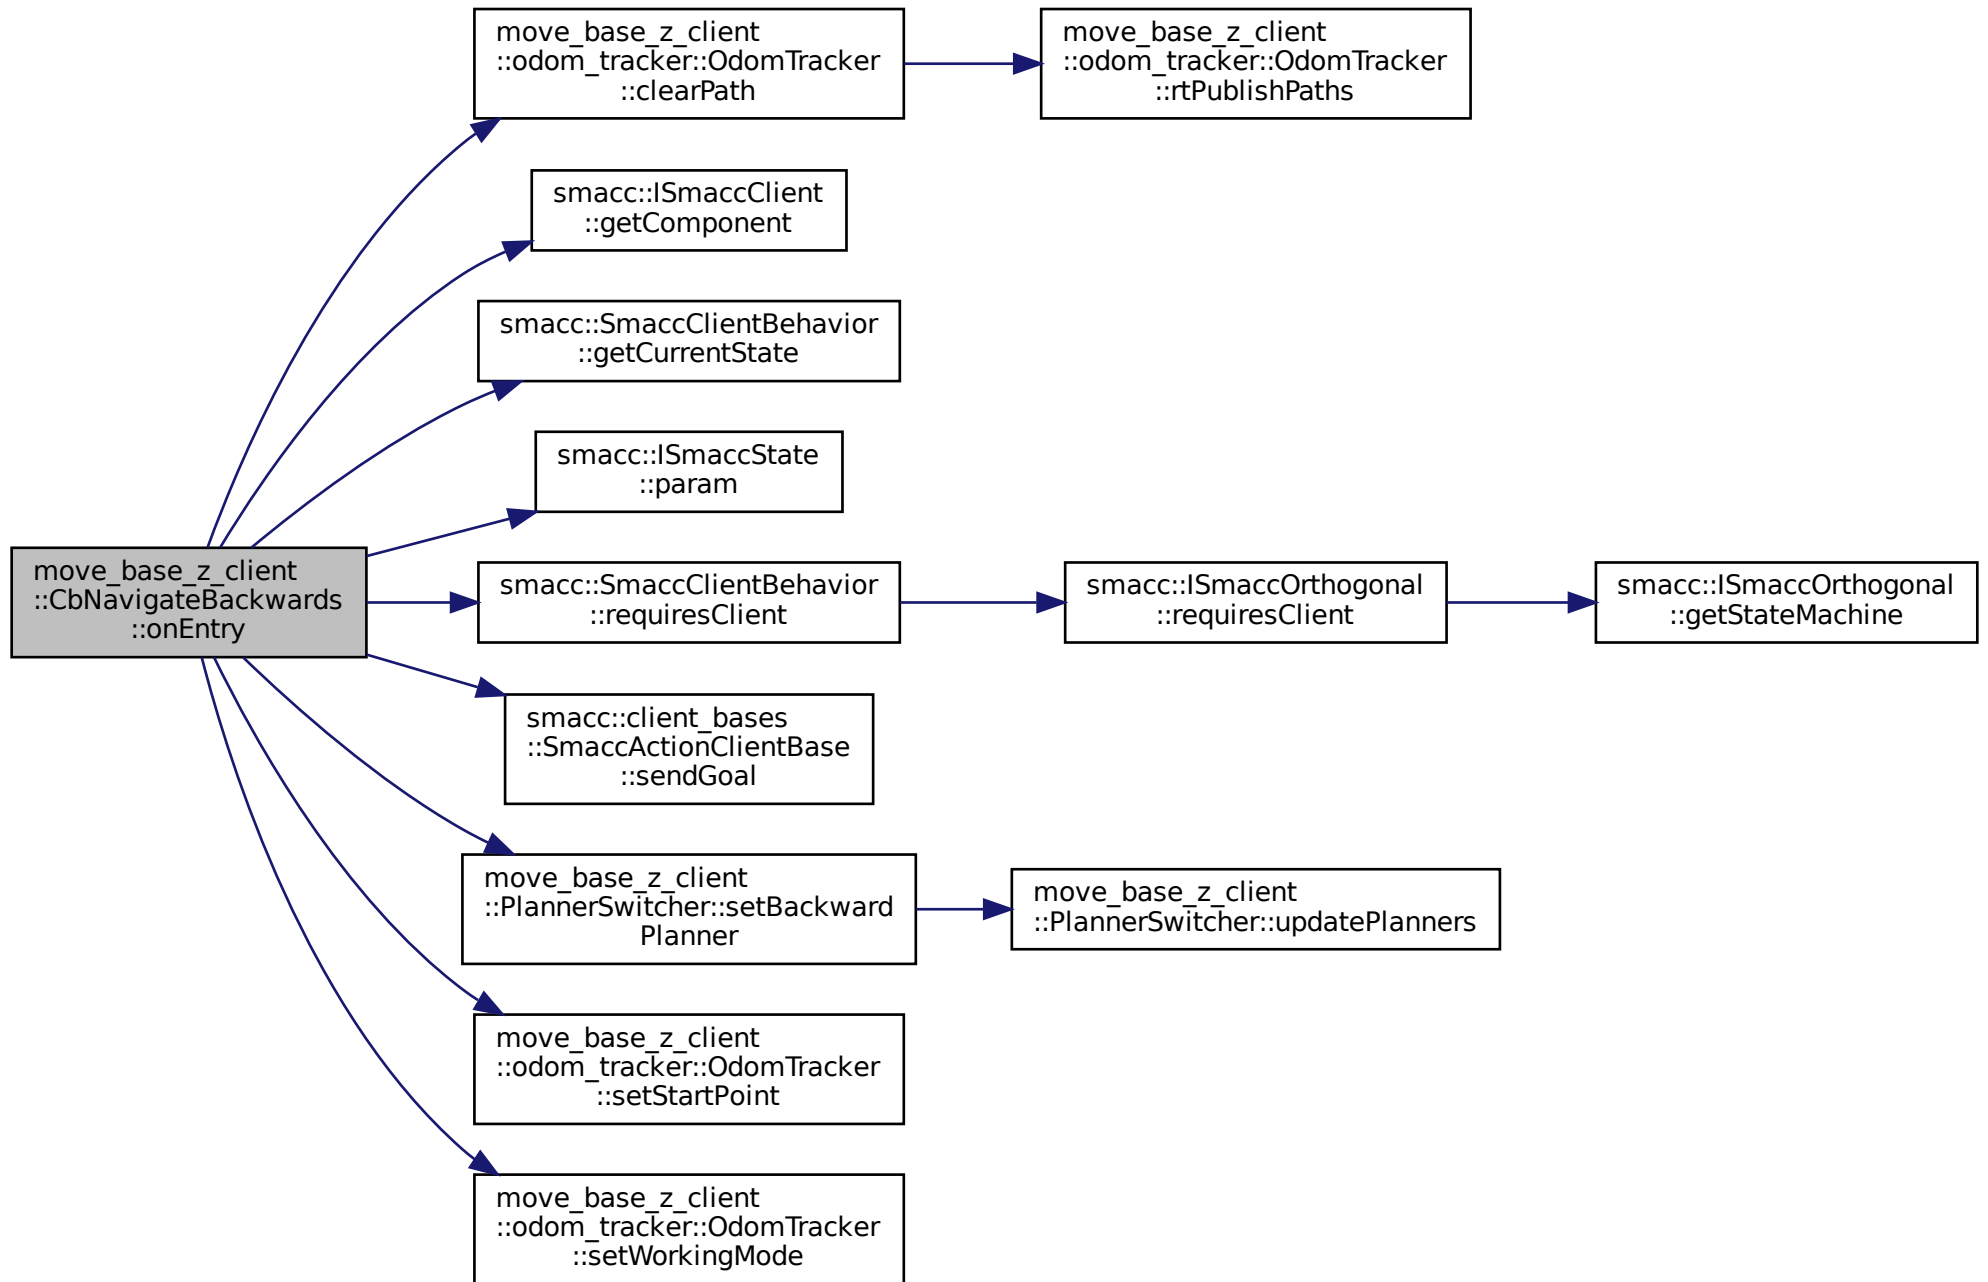 move_base_z_client
::odom_tracker::OdomTracker
::clearPath
move_base_z_client
::odom_tracker::OdomTracker
::rtPublishPaths
smacc::ISmaccClient
::getComponent
smacc::SmaccClientBehavior
::getCurrentState
smacc::ISmaccState
::param
move_base_z_client
::CbNavigateBackwards
::onEntry
smacc::SmaccClientBehavior
::requiresClient
smacc::ISmaccOrthogonal
::requiresClient
smacc::ISmaccOrthogonal
::getStateMachine
smacc::client_bases
::SmaccActionClientBase
::sendGoal
move_base_z_client
::PlannerSwitcher::setBackward
Planner
move_base_z_client
::PlannerSwitcher::updatePlanners
move_base_z_client
::odom_tracker::OdomTracker
::setStartPoint
move_base_z_client
::odom_tracker::OdomTracker
::setWorkingMode